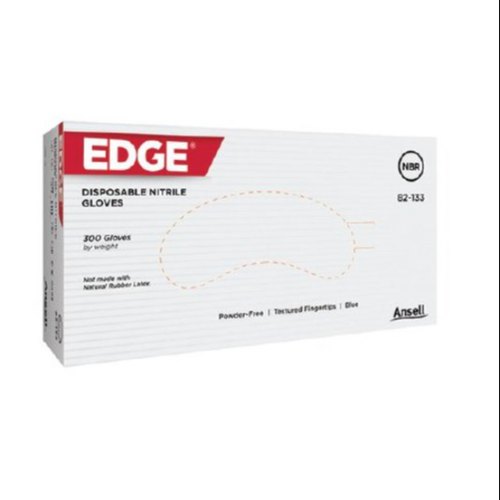 EDGE®
DISPOSABLE NITRILE
GLOVES
300 Gloves
by weight
Not made with
Natural Rubber Latex.
NBR
82-133
Powder-Free | Textured Fingertips | Blue
Ansell
Ansell